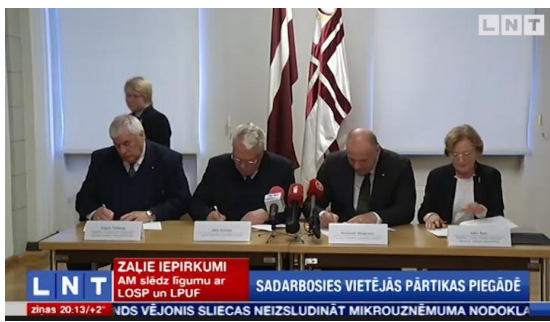 LNT
LNT
ZAĻIE IEPIRKUMI
AM slēdz līgumu ar
LOSP un LPUF
SADARBOSIES VIETĒJĀS PĀRTIKAS PIEGĀDĒ
ziņas 20:13/+2°
NDS VĒJONIS SLIECAS NEIZSLUDINĀT MIKROUZŅĒMUMA NODOKĻA